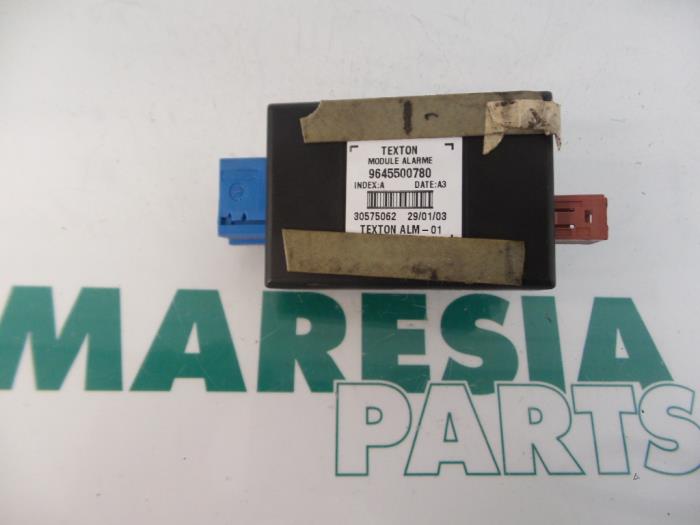 TEXTON
MODULE ALARME
9645500780
INDEX:A DATE:A3
30575062 29/01/03
TEXTON ALM-01
MARESIA
PARTS